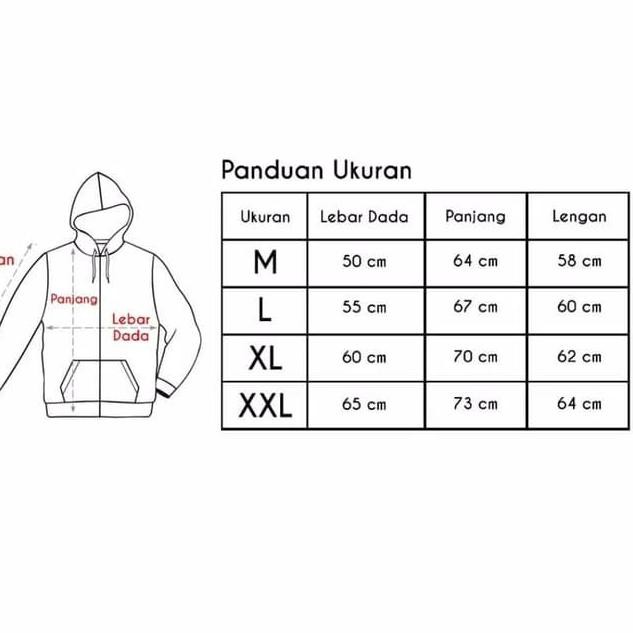 Panduan Ukuran
Ukuran Lebar Dada Panjang Lengan
M 50 cm 64 cm 58 cm
L 55 cm 67 cm 60 cm
XL 60 cm 70 cm 62 cm
XXL 65 cm 73 cm 64 cm
Panjang
Lebar
Dada